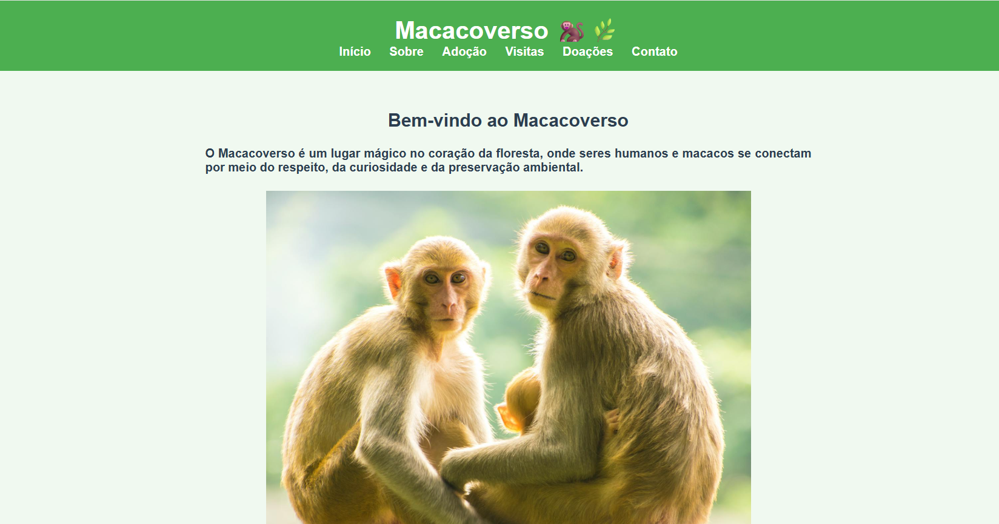 Macacoverso 🐒 🌿
Início Sobre Adoção Visitas Doações Contato
Bem-vindo ao Macacoverso
O Macacoverso é um lugar mágico no coração da floresta, onde seres humanos e macacos se conectam
por meio do respeito, da curiosidade e da preservação ambiental.